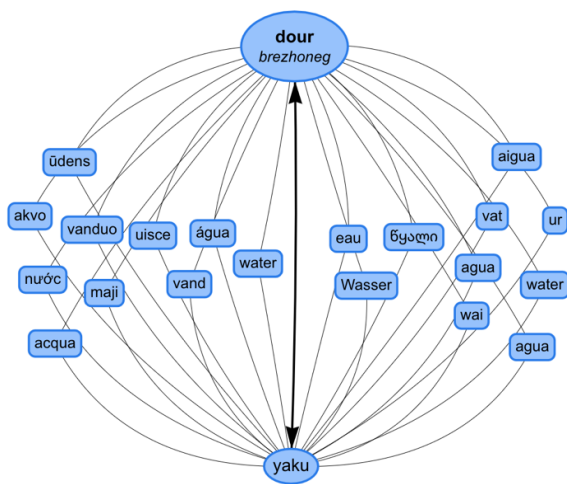 dour
brezhoneg
ūdens
aigua
akvo
vanduo
uisce
água
eau
წყალი
vat
ur
water
agua
nước
maji
vand
Wasser
water
wai
acqua
agua
yaku